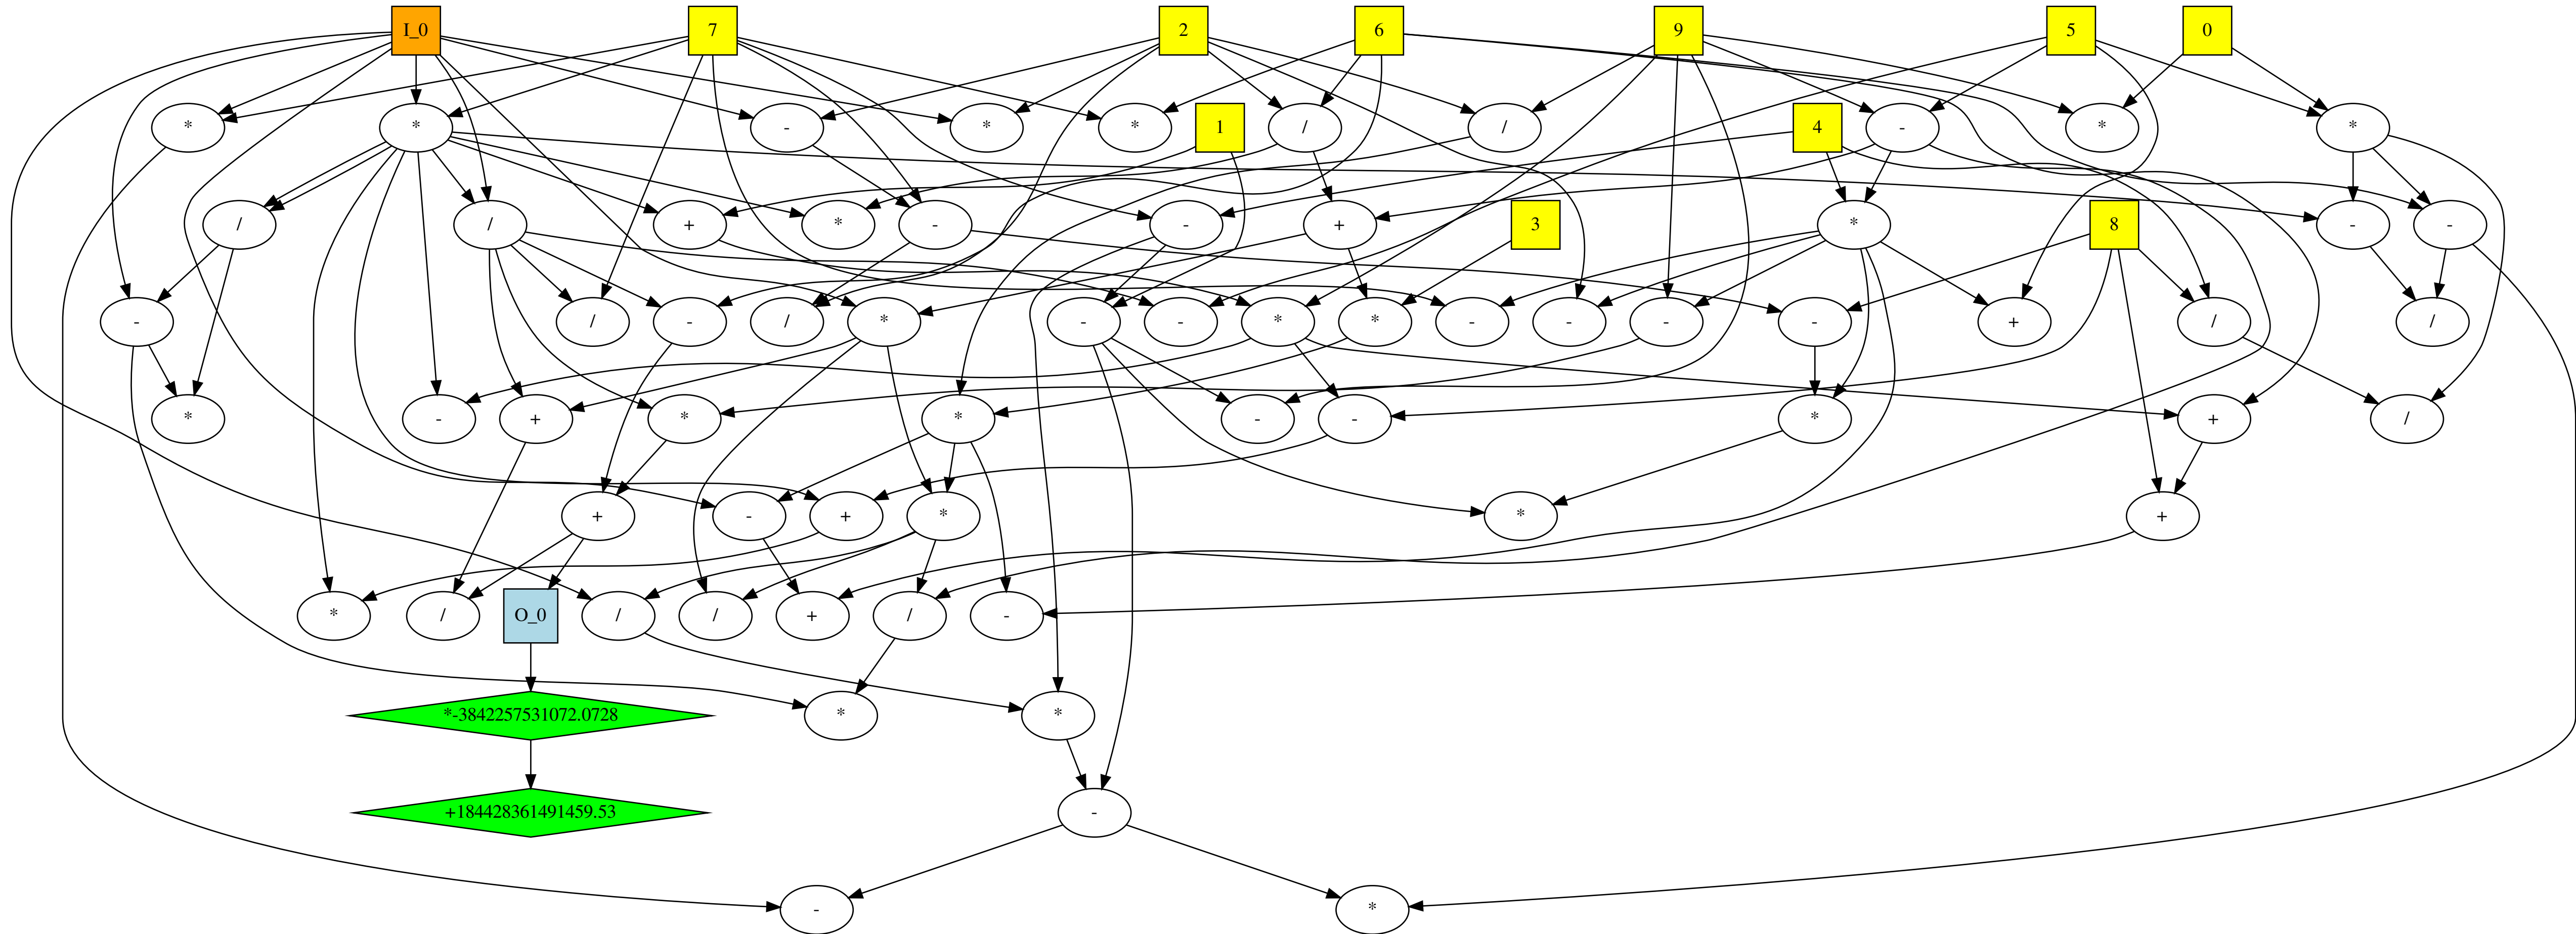 I_0 7 2 6 9 5 0
* * - * * 1 / / 4 - * *
/ / + * - - + 3 * 8 - -
- / - / * - - * * - - - - + / /
* - + * * - - * + /
+ - + * * +
* / O_0 / / + / -
*-3842257531072.0728 * *
+184428361491459.53 -
- *